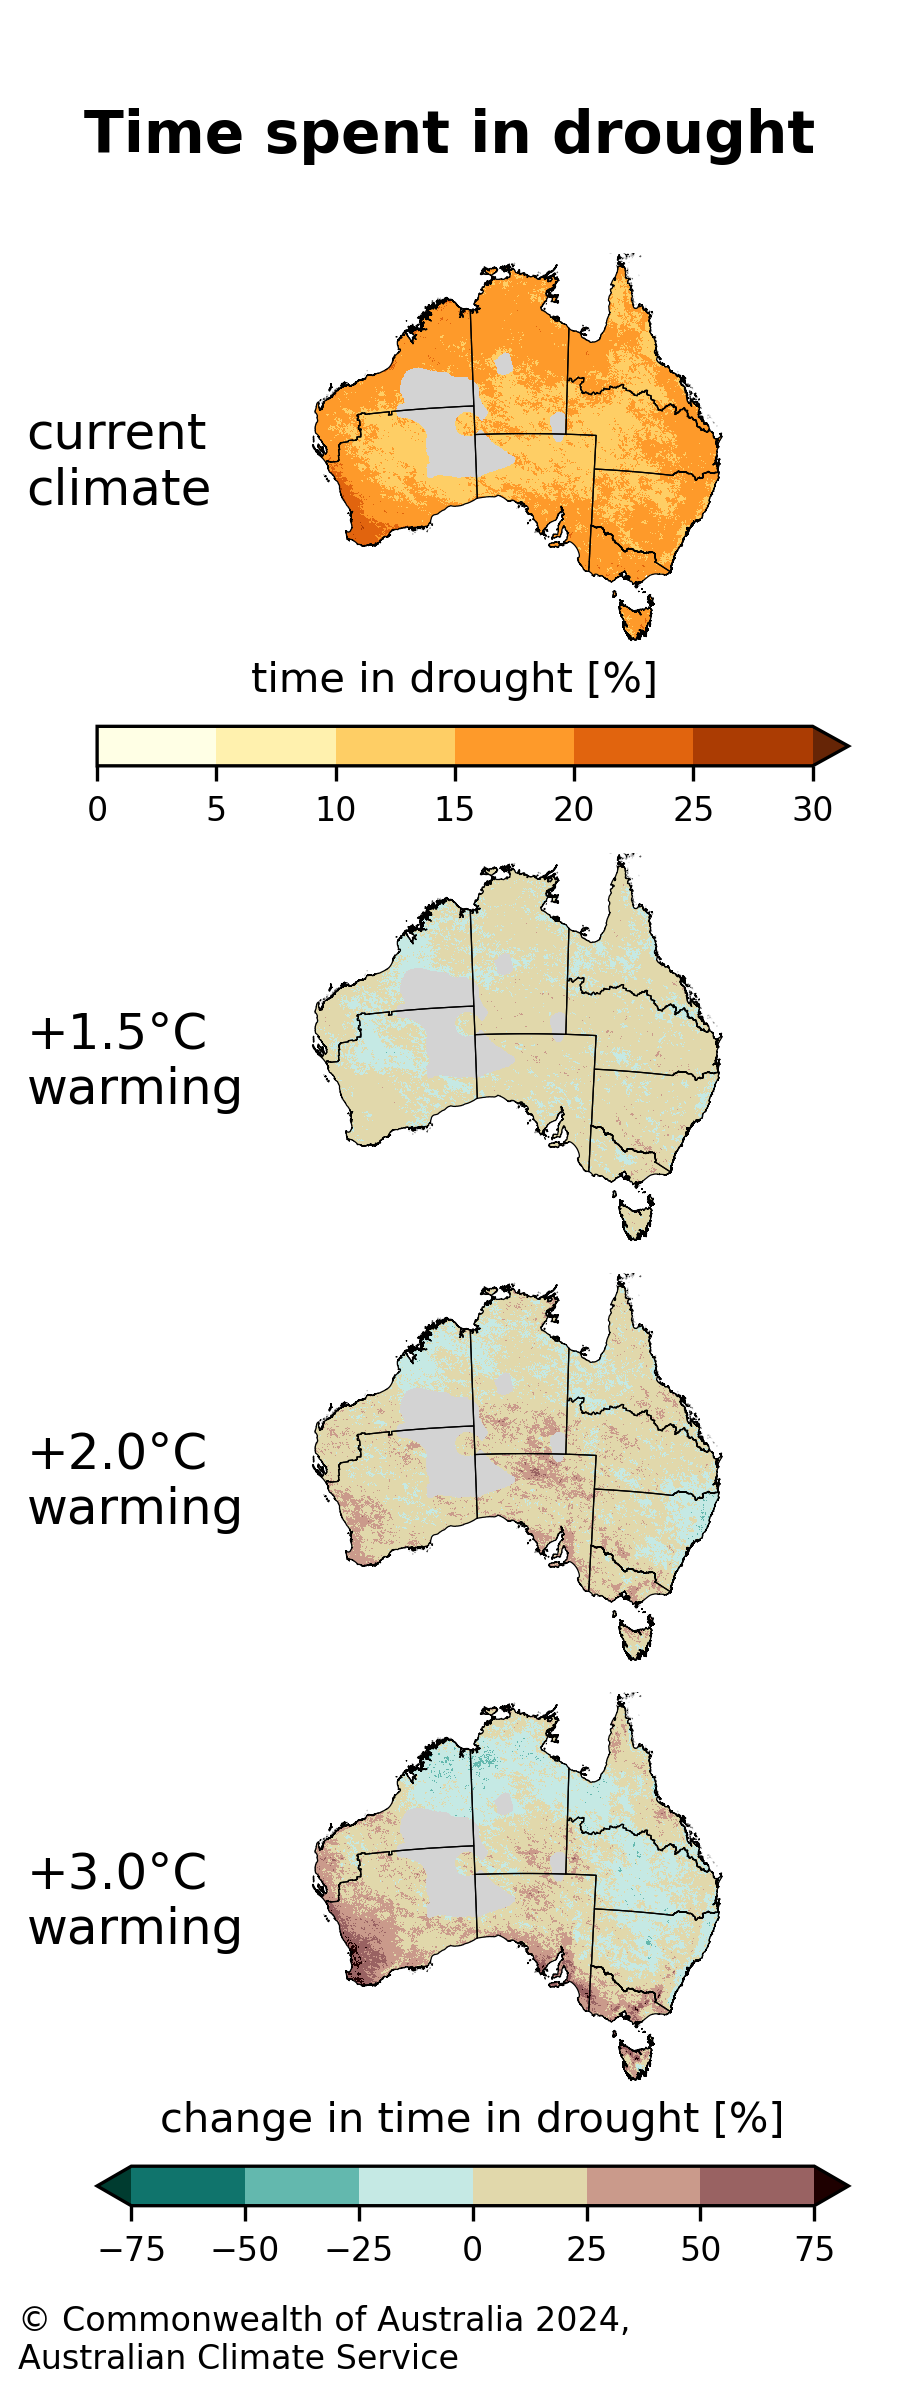 Time spent in drought
current
climate
time in drought [%]
0 5 10 15 20 25 30
+1.5°C
warming
+2.0°C
warming
+3.0°C
warming
change in time in drought [%]
−75 −50 −25 0 25 50 75
© Commonwealth of Australia 2024,
Australian Climate Service